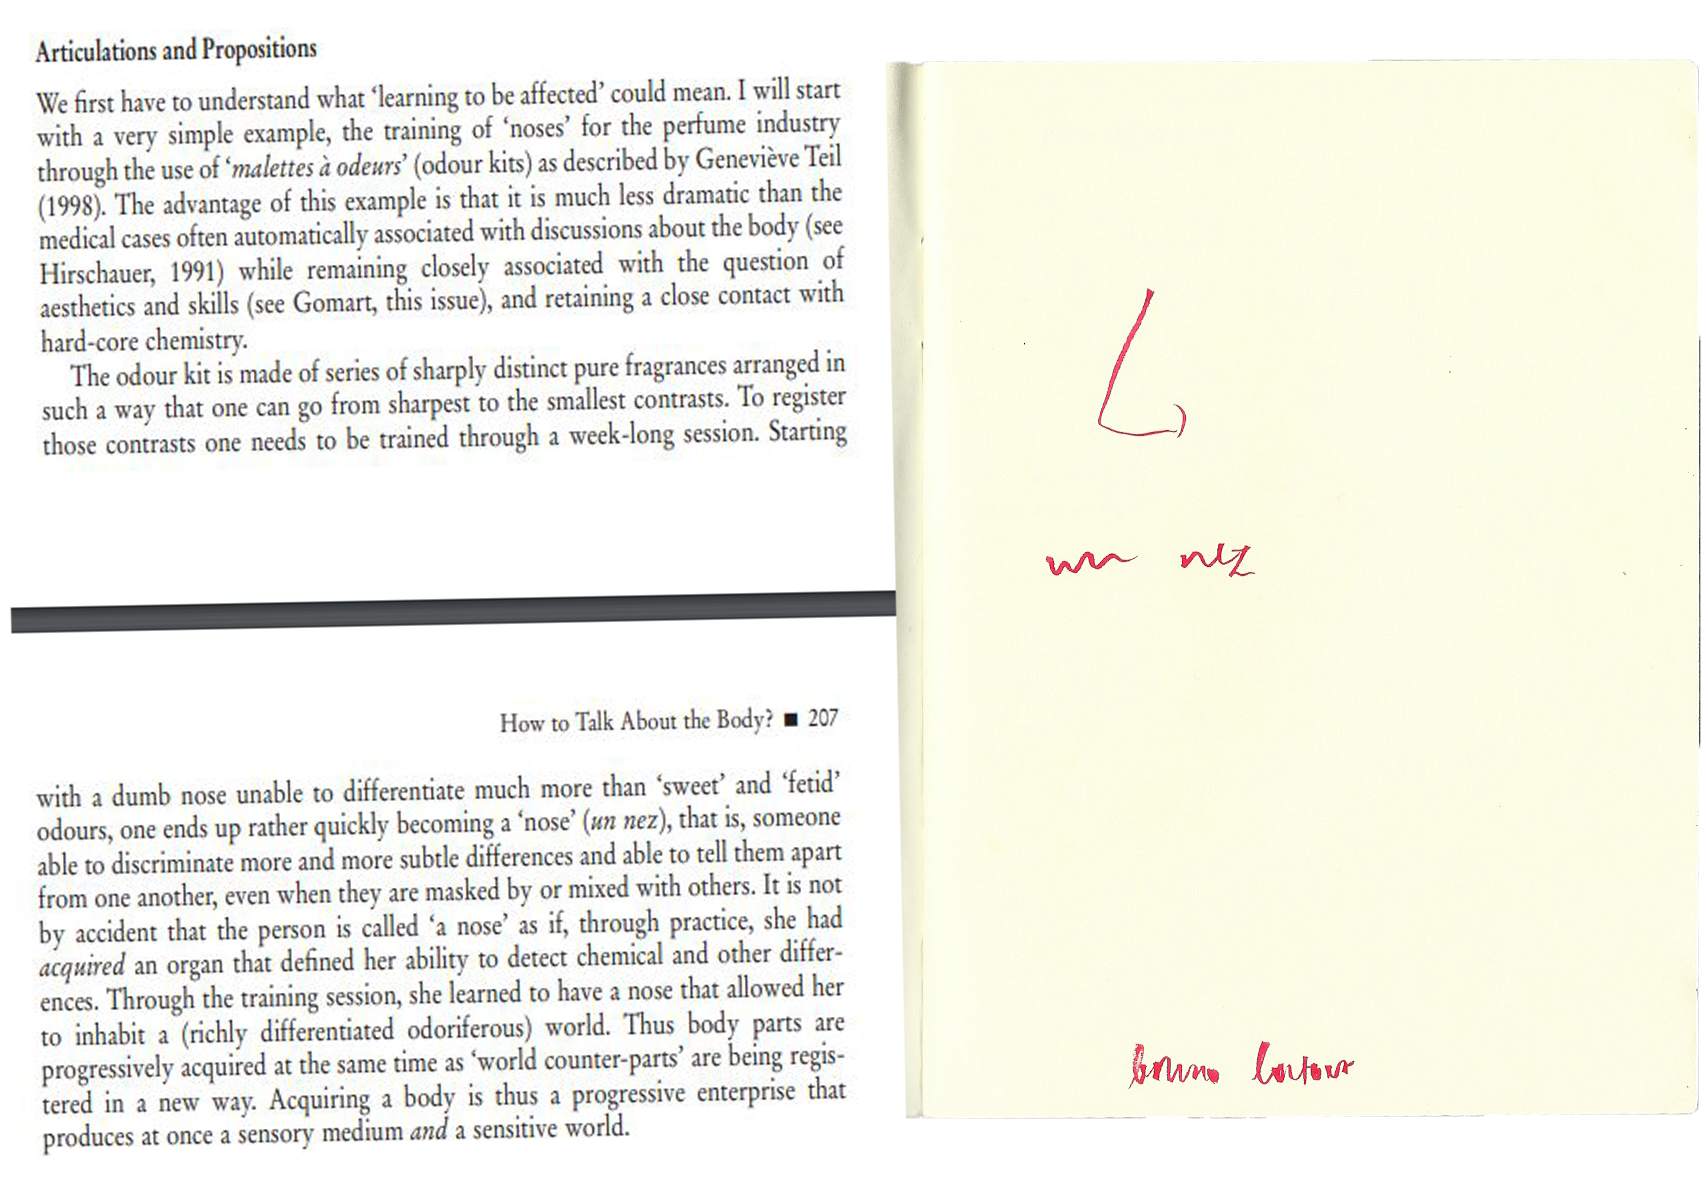 Articulations and Propositions
We first have to understand what ‘learning to be affected’ could mean. I will start
with a very simple example, the training of ‘noses’ for the perfume industry
through the use of ‘malettes à odeurs’ (odour kits) as described by Geneviève Teil
(1998). The advantage of this example is that it is much less dramatic than the
medical cases often automatically associated with discussions about the body (see
Hirschauer, 1991) while remaining closely associated with the question of
aesthetics and skills (see Gomart, this issue), and retaining a close contact with
hard-core chemistry.
The odour kit is made of series of sharply distinct pure fragrances arranged in
such a way that one can go from sharpest to the smallest contrasts. To register
those contrasts one needs to be trained through a week-long session. Starting
How to Talk About the Body? ■ 207
with a dumb nose unable to differentiate much more than ‘sweet’ and ‘fetid’
odours, one ends up rather quickly becoming a ‘nose’ (un nez), that is, someone
able to discriminate more and more subtle differences and able to tell them apart
from one another, even when they are masked by or mixed with others. It is not
by accident that the person is called ‘a nose’ as if, through practice, she had
acquired an organ that defined her ability to detect chemical and other differ-
ences. Through the training session, she learned to have a nose that allowed her
to inhabit a (richly differentiated odoriferous) world. Thus body parts are
progressively acquired at the same time as ‘world counter-parts’ are being regis-
tered in a new way. Acquiring a body is thus a progressive enterprise that
produces at once a sensory medium and a sensitive world.
un nez
bruno latour